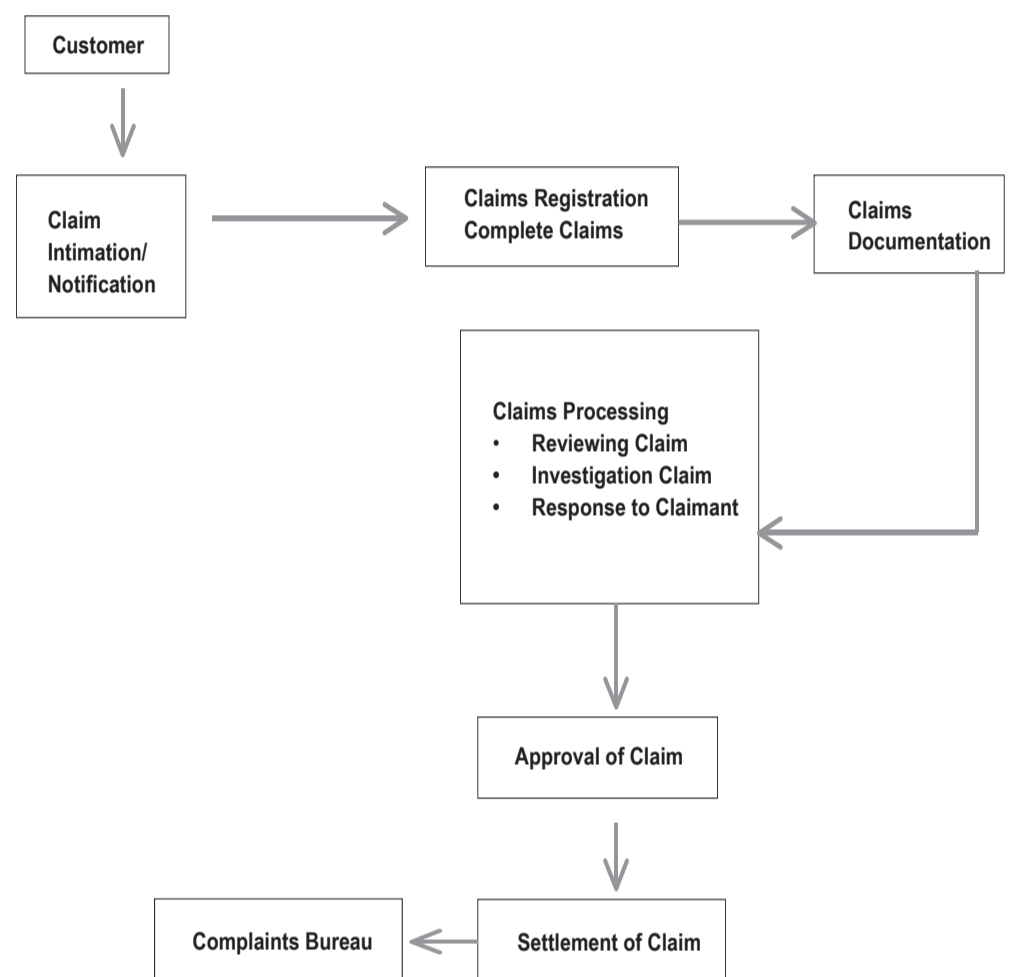 Customer
Claim
Intimation/
Notification
Claims Registration
Complete Claims
Claims
Documentation
Claims Processing
• Reviewing Claim
• Investigation Claim
• Response to Claimant
Approval of Claim
Settlement of Claim
Complaints Bureau